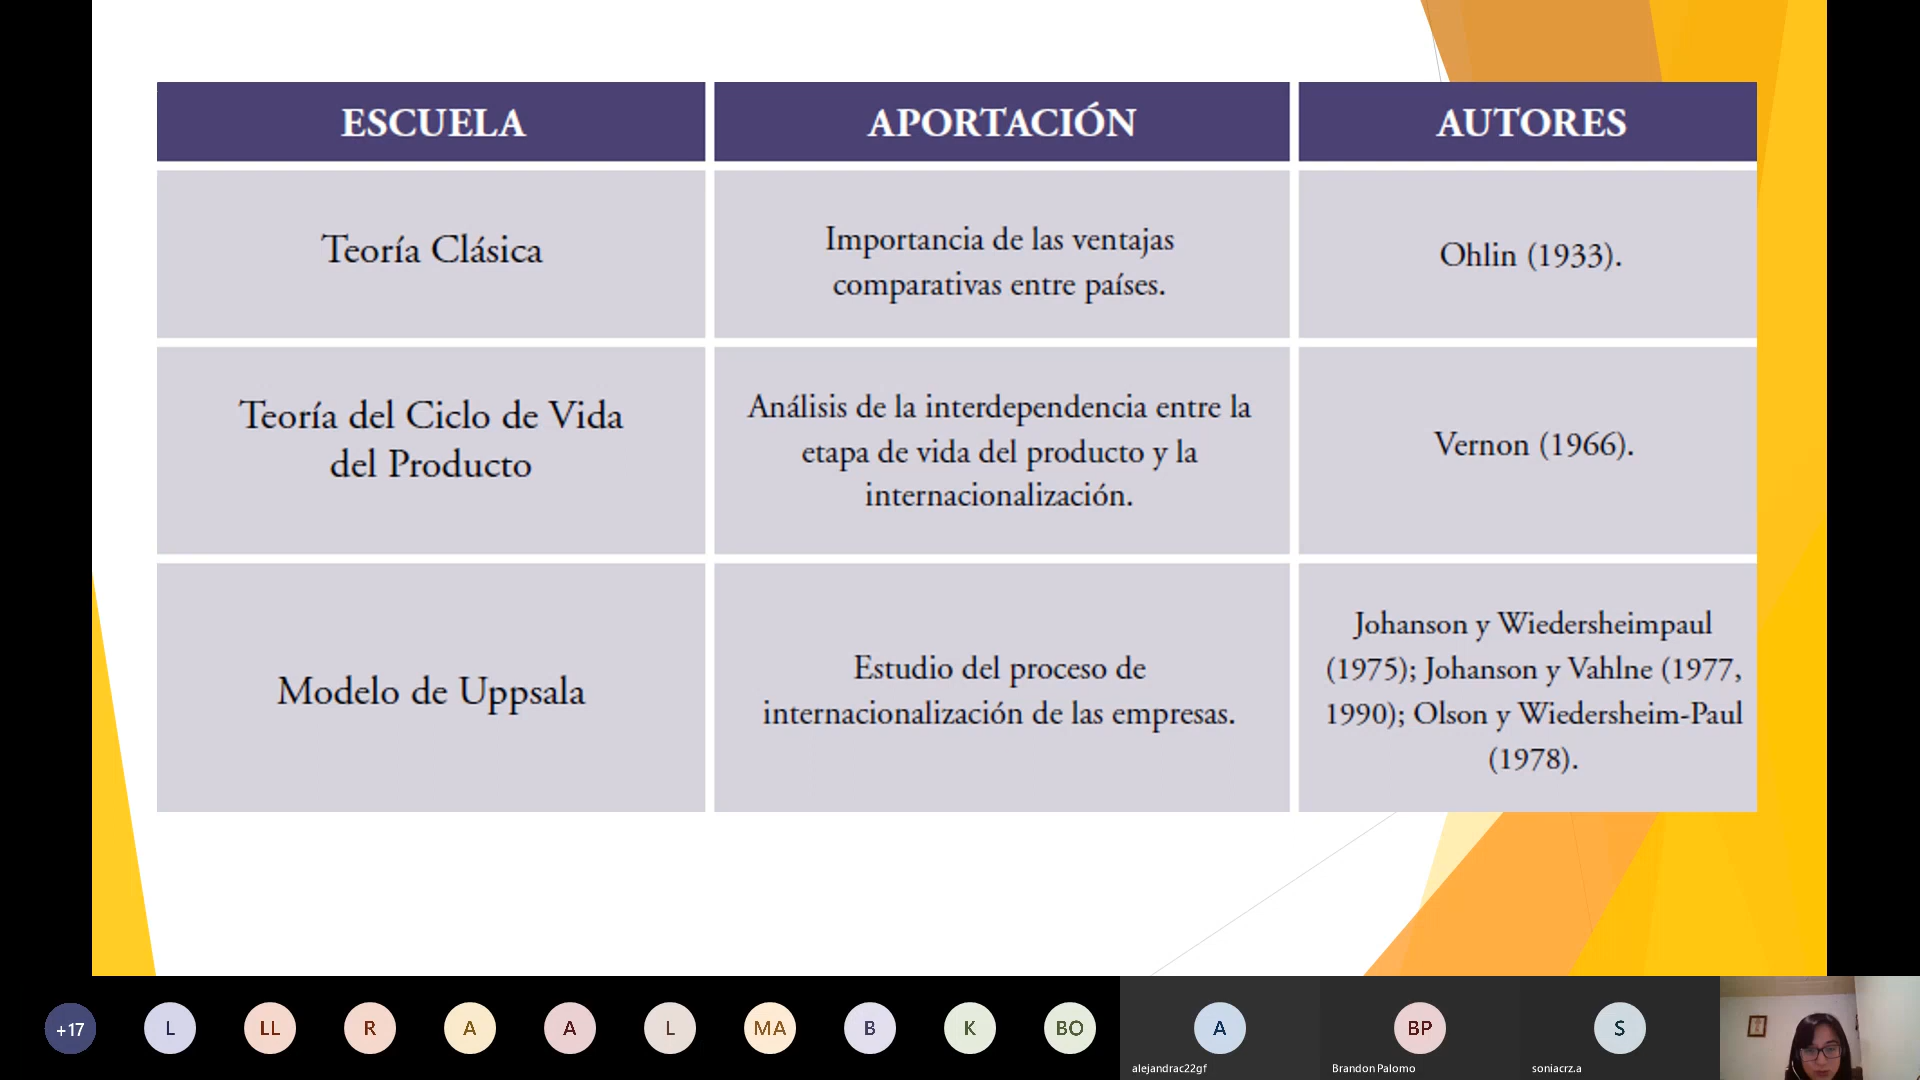 ESCUELA
APORTACIÓN
AUTORES
Teoría Clásica
Importancia de las ventajas
comparativas entre países.
Ohlin (1933).
Teoría del Ciclo de Vida
del Producto
Análisis de la interdependencia entre la
etapa de vida del producto y la
internacionalización.
Vernon (1966).
Modelo de Uppsala
Estudio del proceso de
internacionalización de las empresas.
Johanson y Wiedersheimpaul
(1975); Johanson y Vahlne (1977,
1990); Olson y Wiedersheim-Paul
(1978).
+17
L
LL
R
A
A
L
MA
B
K
BO
A
alejandrac22gf
BP
Brandon Palomo
S
soniacrz.a